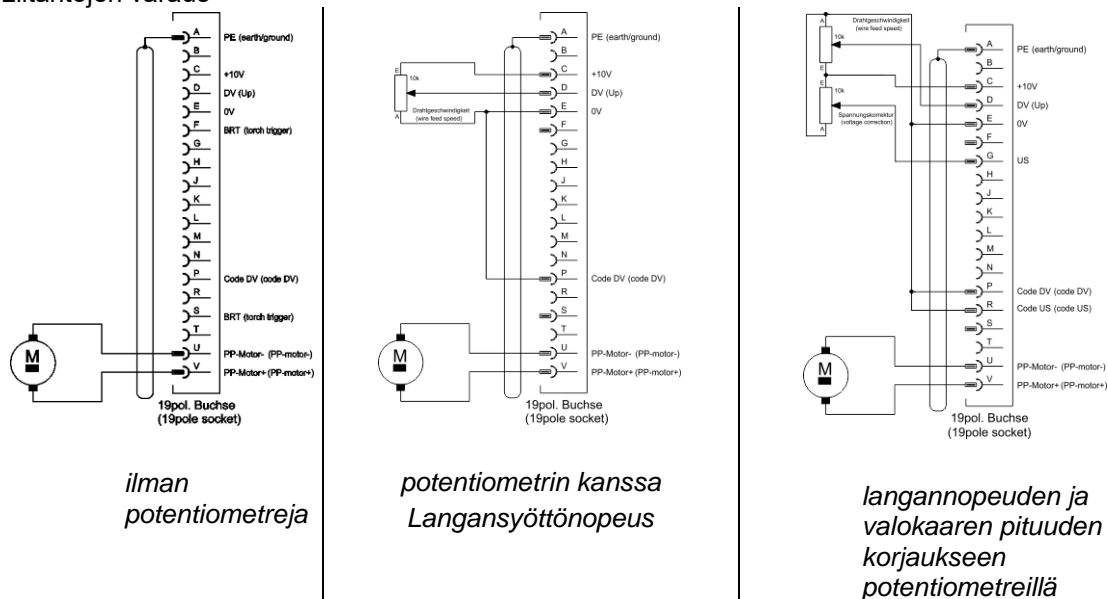 Liitäntöjen varaus
A PE (earth/ground)
B
C +10V
D DV (Up)
E 0V
F BRT (torch trigger)
G
H
J
K
L
M
N
P Code DV (code DV)
R
S BRT (torch trigger)
T
U PP-Motor- (PP-motor-)
V PP-Motor+ (PP-motor+)
M
19pol. Buchse
(19pole socket)
ilman
potentiometreja
A PE (earth/ground)
B
C +10V
D DV (Up)
E 0V
F
G
H
J
K
L
M
N
P Code DV (code DV)
R
S
T
U PP-Motor- (PP-motor-)
V PP-Motor+ (PP-motor+)
E
10k
A
Drahtgeschwindigkeit
(wire feed speed)
M
19pol. Buchse
(19pole socket)
potentiometrin kanssa
Langansyöttönopeus
A
Drahtgeschwindigkeit
(wire feed speed)
10k
E
E
10k
Spannungskorrektur
(voltage correction)
A
A PE (earth/ground)
B
C +10V
D DV (Up)
E 0V
F
G US
H
J
K
L
M
N
P Code DV (code DV)
R Code US (code US)
S
T
U PP-Motor- (PP-motor-)
V PP-Motor+ (PP-motor+)
M
19pol. Buchse
(19pole socket)
langannopeuden ja
valokaaren pituuden
korjaukseen
potentiometreillä